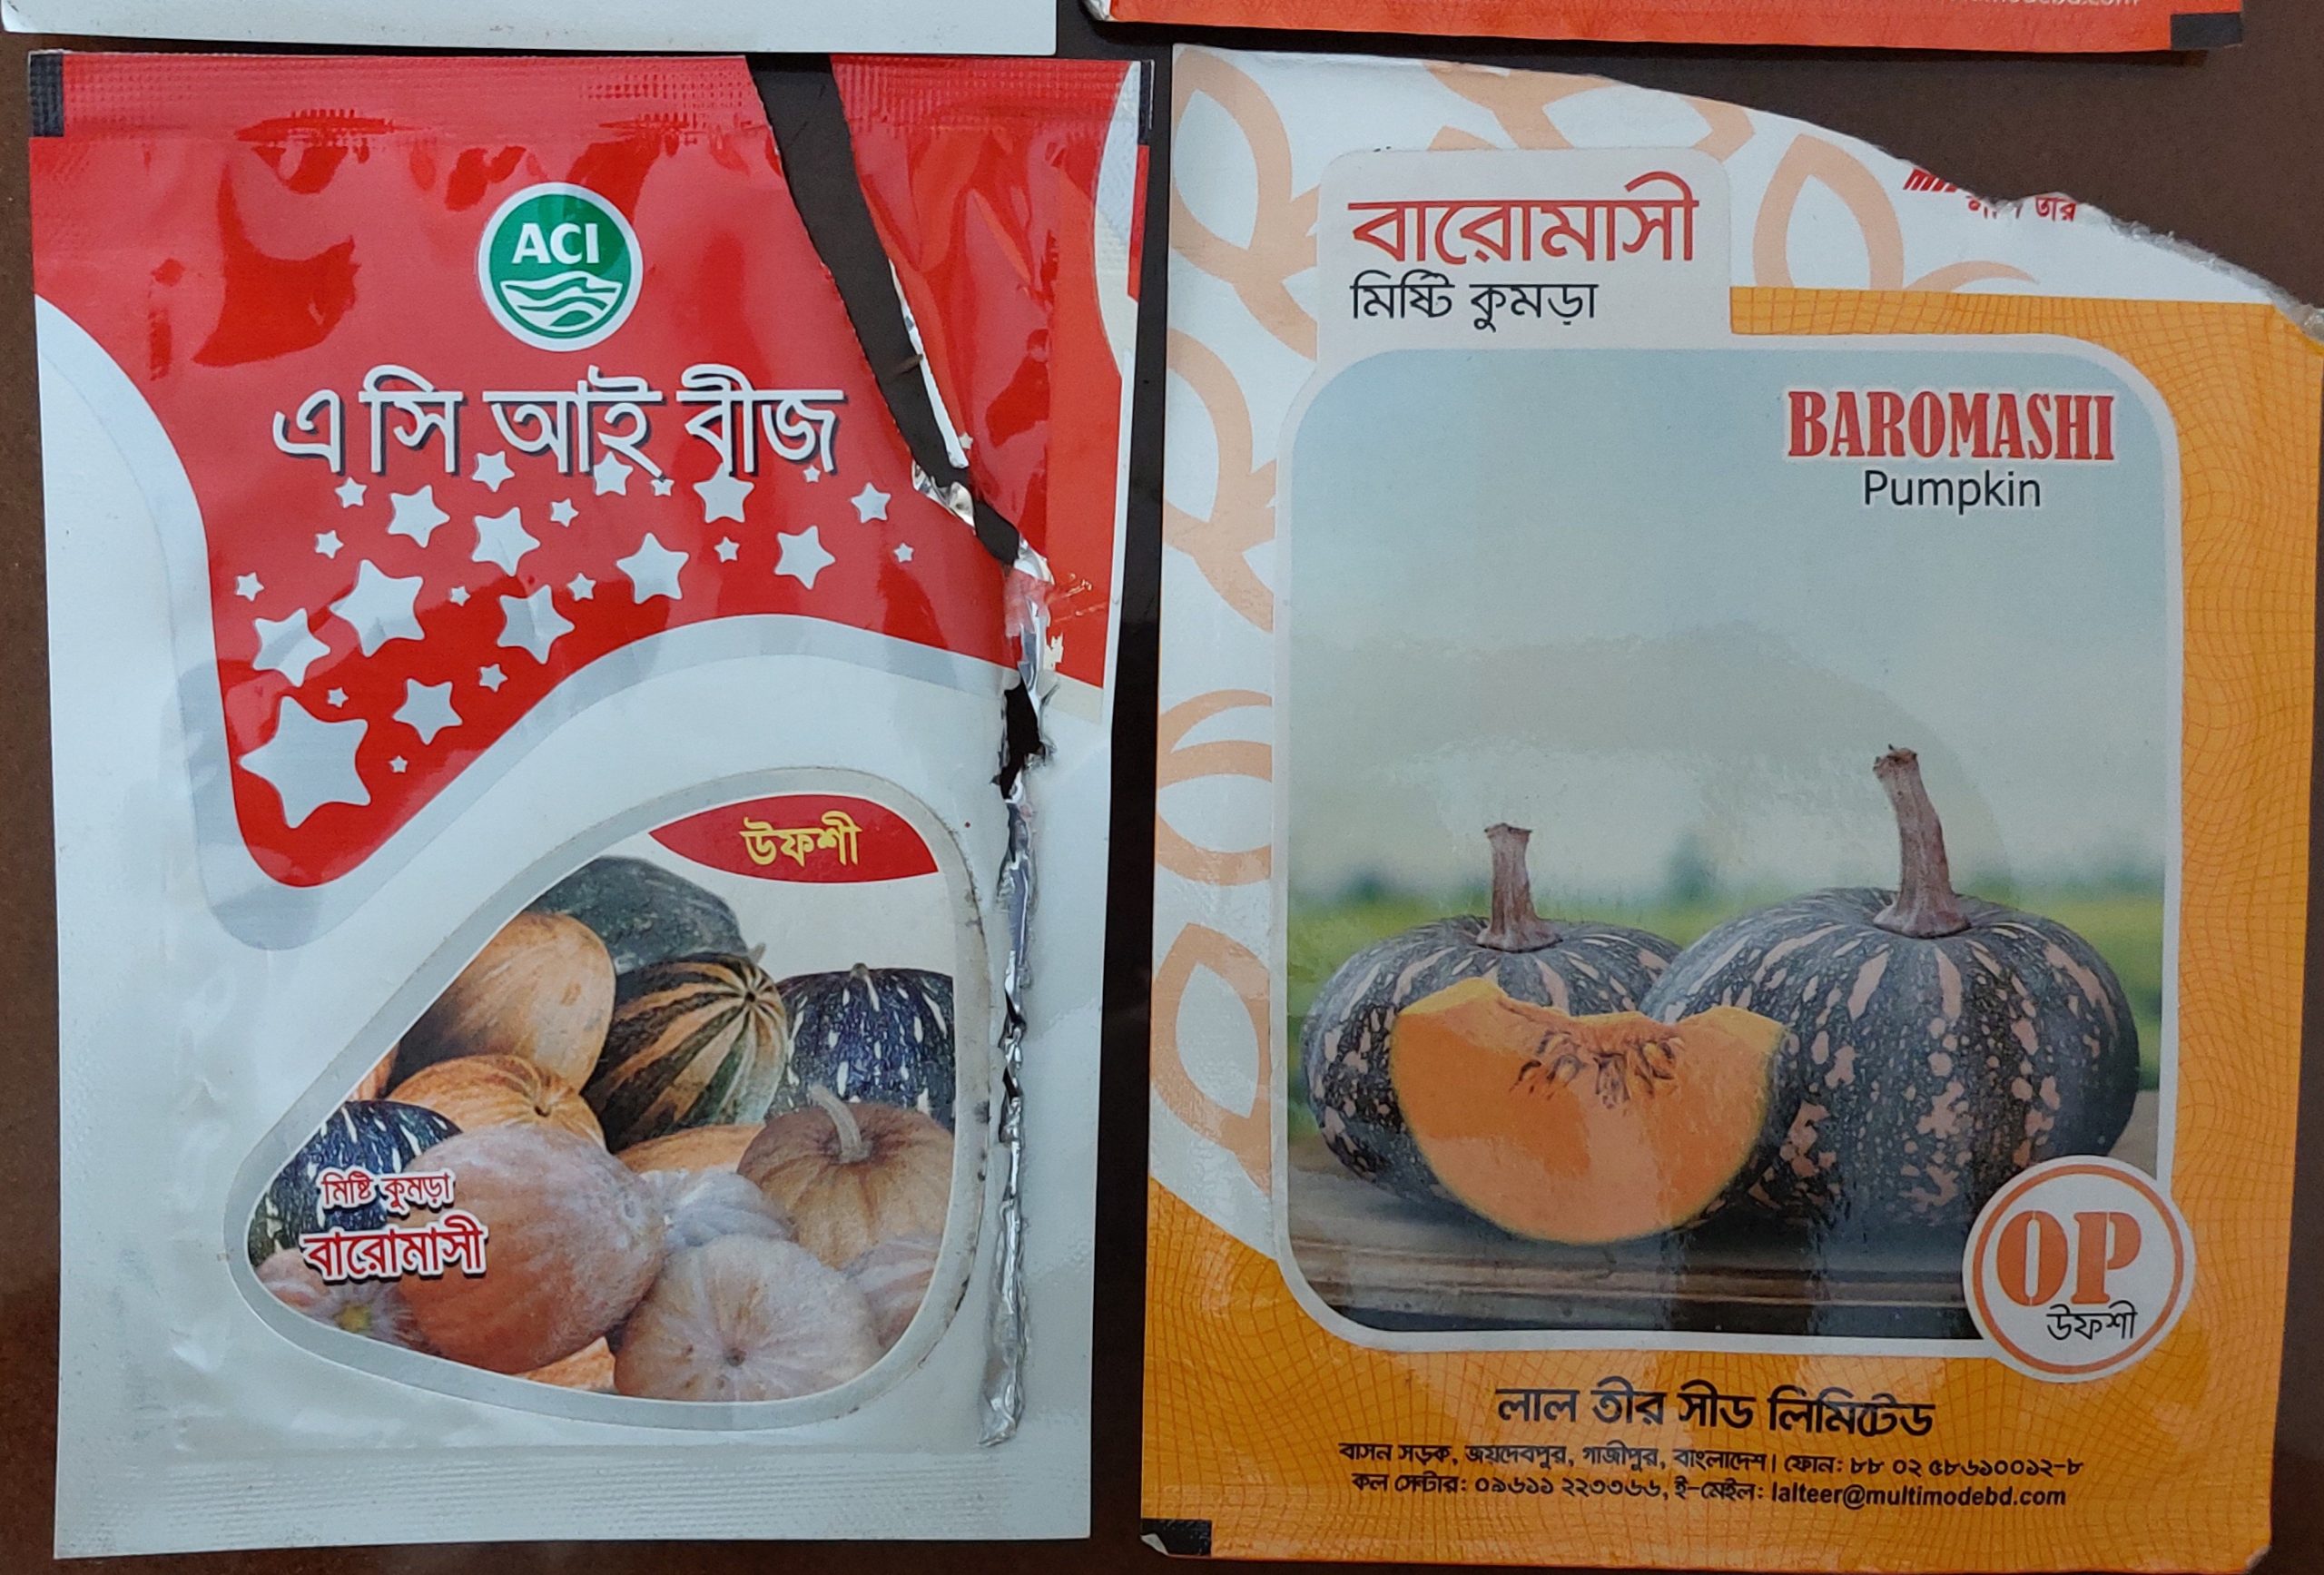 ACI
এ সি আই বীজ
উফশী
মিষ্টি কুমড়া
বারোমাসী
বারোমাসী
মিষ্টি কুমড়া
তীর
BAROMASHI
Pumpkin
OP
উফশী
লাল তীর সীড লিমিটেড
বাসন সড়ক, জয়দেবপুর, গাজীপুর, বাংলাদেশ। ফোন: ৮৮ ০২ ৫৮৬১০০১২-৮
কল সেন্টার: ০৯৬১১ ২২৩৩৬৬, ই-মেইল: lalteer@multimodebd.com